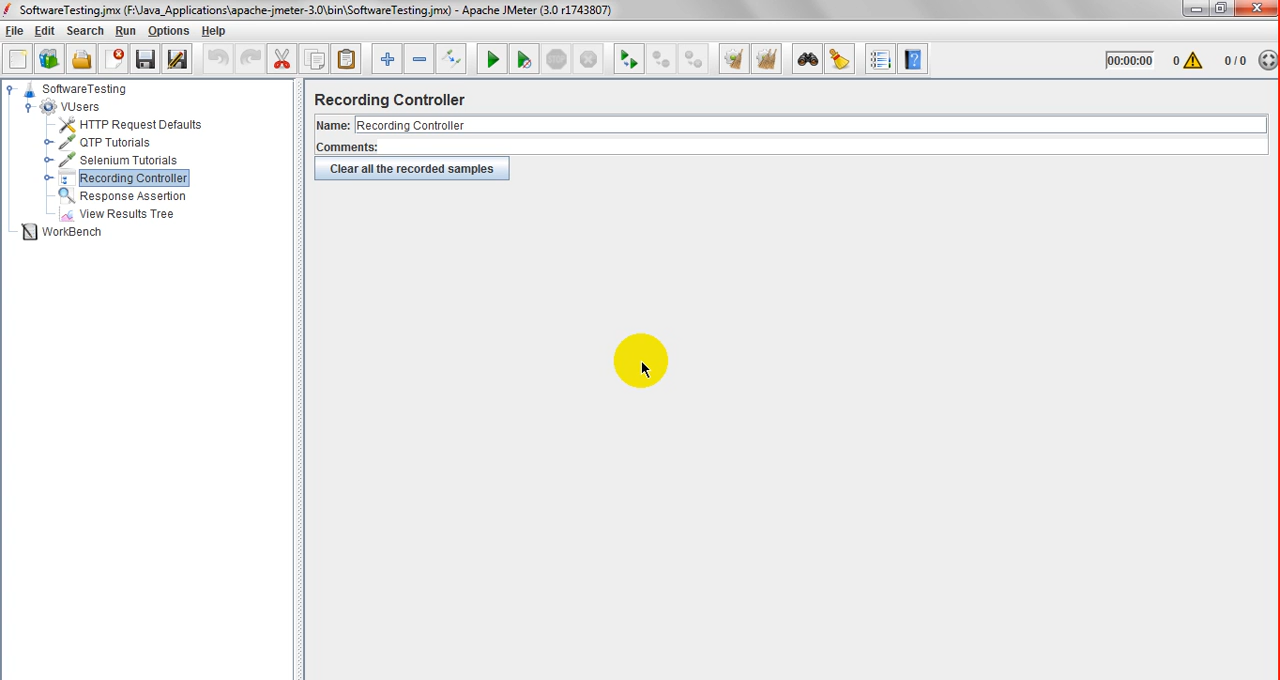 SoftwareTesting.jmx (F:\Java_Applications\apache-jmeter-3.0\bin\SoftwareTesting.jmx) - Apache JMeter (3.0 r1743807)
File Edit Search Run Options Help
00:00:00 0 0 / 0
SoftwareTesting
VUsers
HTTP Request Defaults
QTP Tutorials
Selenium Tutorials
Recording Controller
Response Assertion
View Results Tree
WorkBench
Recording Controller
Name: Recording Controller
Comments:
Clear all the recorded samples